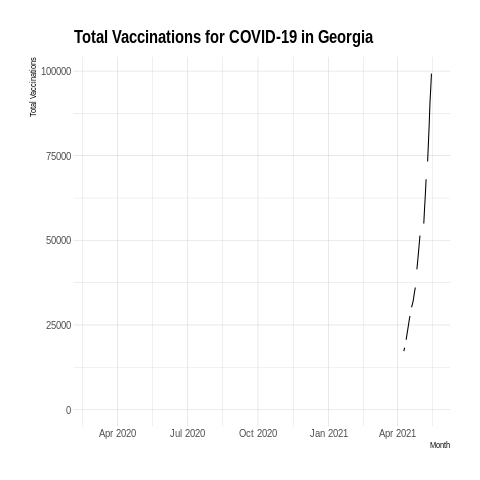 Total Vaccinations for COVID-19 in Georgia
Total Vaccinations
100000
75000
50000
25000
0
Apr 2020 Jul 2020 Oct 2020 Jan 2021 Apr 2021
Month